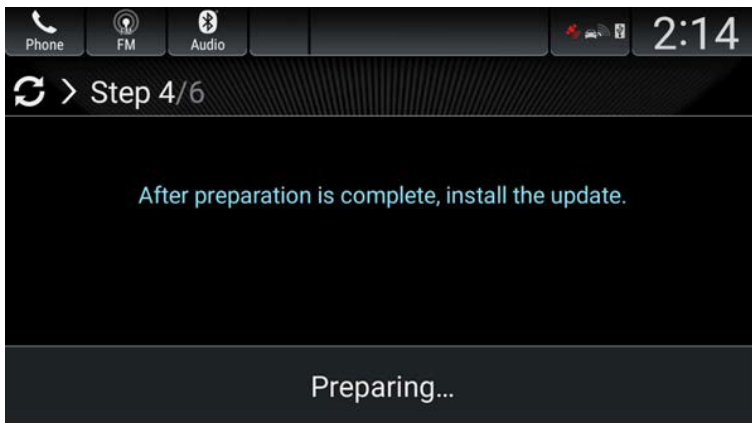 Phone
FM
Audio
2:14
Step 4/6
After preparation is complete, install the update.
Preparing...